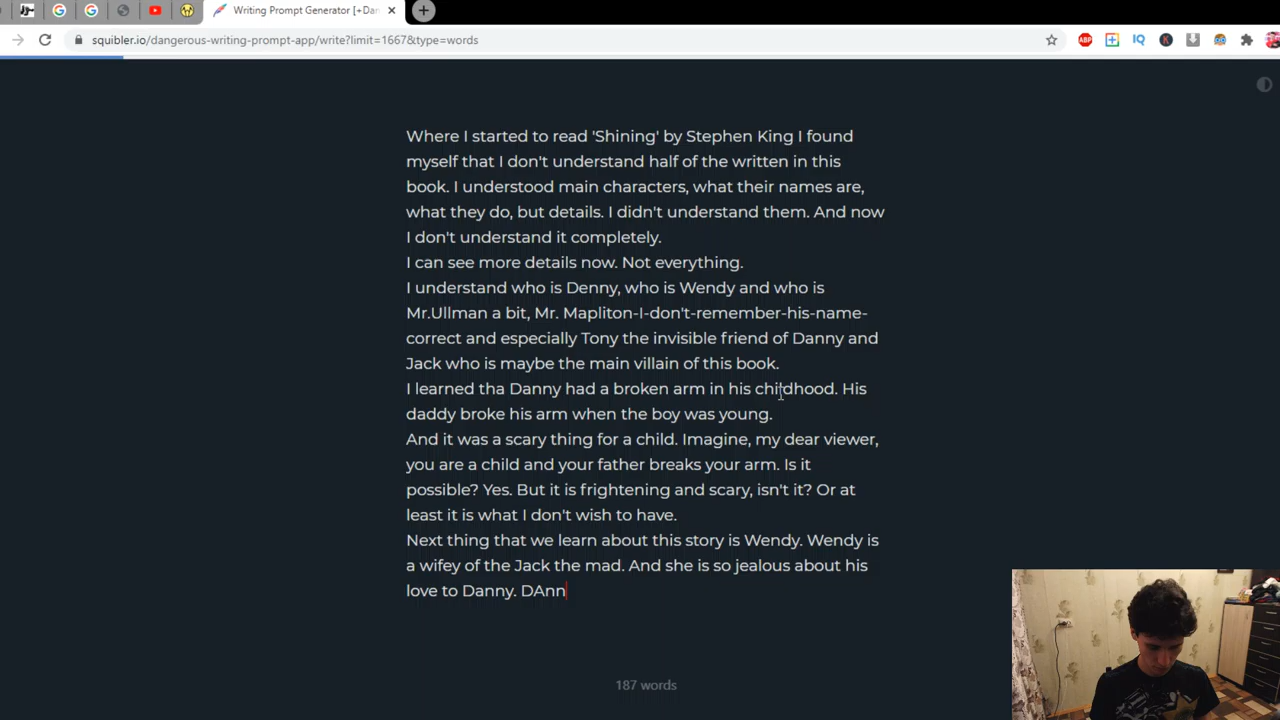 Writing Prompt Generator [+Dan
squibler.io/dangerous-writing-prompt-app/write?limit=1667&type=words
Where I started to read 'Shining' by Stephen King I found
myself that I don't understand half of the written in this
book. I understood main characters, what their names are,
what they do, but details. I didn't understand them. And now
I don't understand it completely.
I can see more details now. Not everything.
I understand who is Denny, who is Wendy and who is
Mr.Ullman a bit, Mr. Mapliton-I-don't-remember-his-name-
correct and especially Tony the invisible friend of Danny and
Jack who is maybe the main villain of this book.
I learned tha Danny had a broken arm in his childhood. His
daddy broke his arm when the boy was young.
And it was a scary thing for a child. Imagine, my dear viewer,
you are a child and your father breaks your arm. Is it
possible? Yes. But it is frightening and scary, isn't it? Or at
least it is what I don't wish to have.
Next thing that we learn about this story is Wendy. Wendy is
a wifey of the Jack the mad. And she is so jealous about his
love to Danny. DAnn
187 words